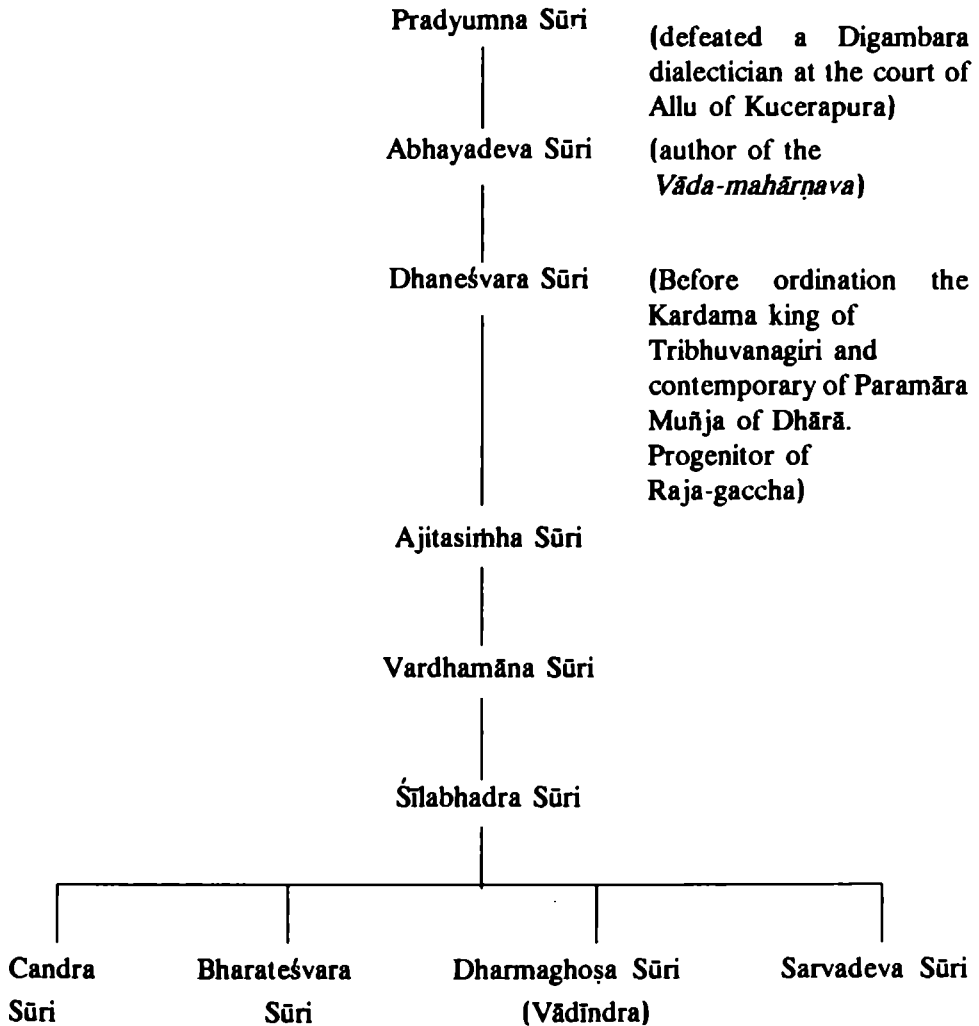 Pradyumna Sūri
(defeated a Digambara
dialectician at the court of
Allu of Kucerapura)
Abhayadeva Sūri
(author of the
Vāda-mahārṇava)
Dhaneśvara Sūri
(Before ordination the
Kardama king of
Tribhuvanagiri and
contemporary of Paramāra
Muñja of Dhārā.
Progenitor of
Raja-gaccha)
Ajitasiṁha Sūri
Vardhamāna Sūri
Śīlabhadra Sūri
Candra
Sūri
Bharateśvara
Sūri
Dharmaghoṣa Sūri
(Vādīndra)
Sarvadeva Sūri